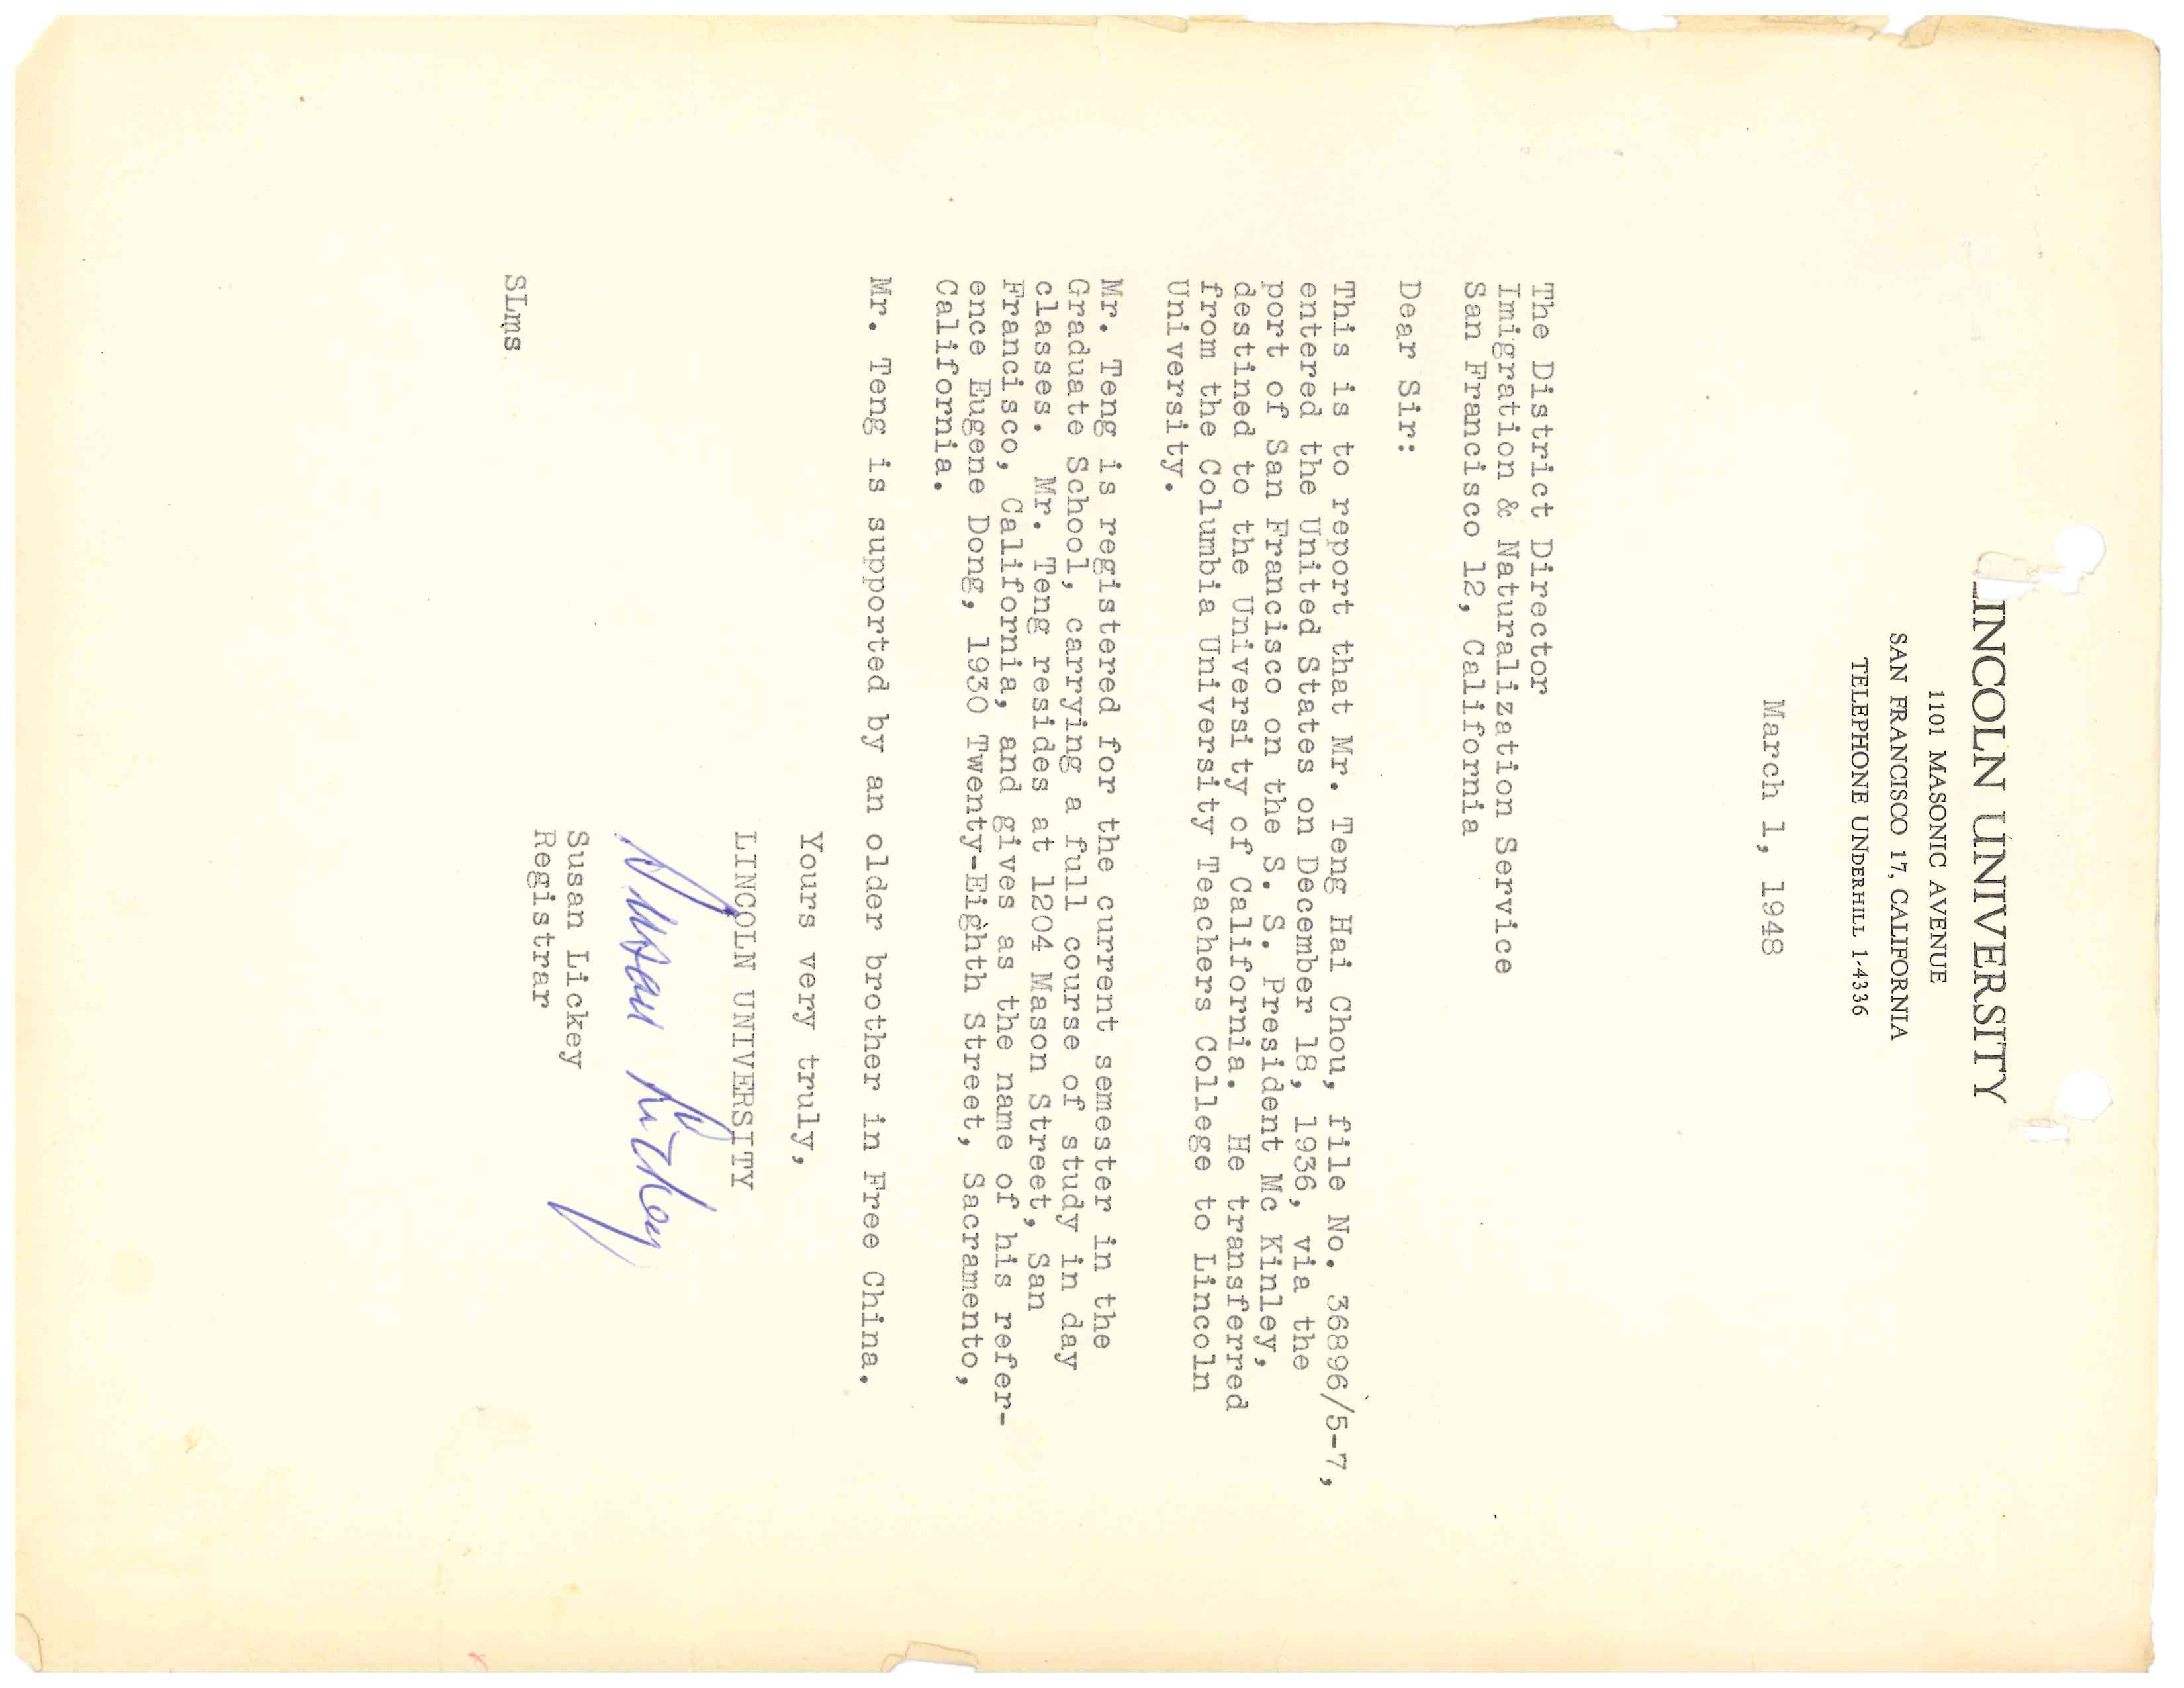 LINCOLN UNIVERSITY
1101 MASONIC AVENUE
SAN FRANCISCO 17, CALIFORNIA
TELEPHONE UNDERHILL 1-4336
March 1, 1948
The District Director
Imigration & Naturalization Service
San Francisco 12, California
Dear Sir:
This is to report that Mr. Teng Hai Chou, file No. 36896/5-7,
entered the United States on December 18, 1936, via the
port of San Francisco on the S. S. President Mc Kinley,
destined to the University of California. He transferred
from the Columbia University Teachers College to Lincoln
University.
Mr. Teng is registered for the current semester in the
Graduate School, carrying a full course of study in day
classes. Mr. Teng resides at 1204 Mason Street, San
Francisco, California, and gives as the name of his refer-
ence Eugene Dong, 1930 Twenty-Eighth Street, Sacramento,
California.
Mr. Teng is supported by an older brother in Free China.
Yours very truly,
LINCOLN UNIVERSITY
Susan Lickey
Susan Lickey
Registrar
SLms